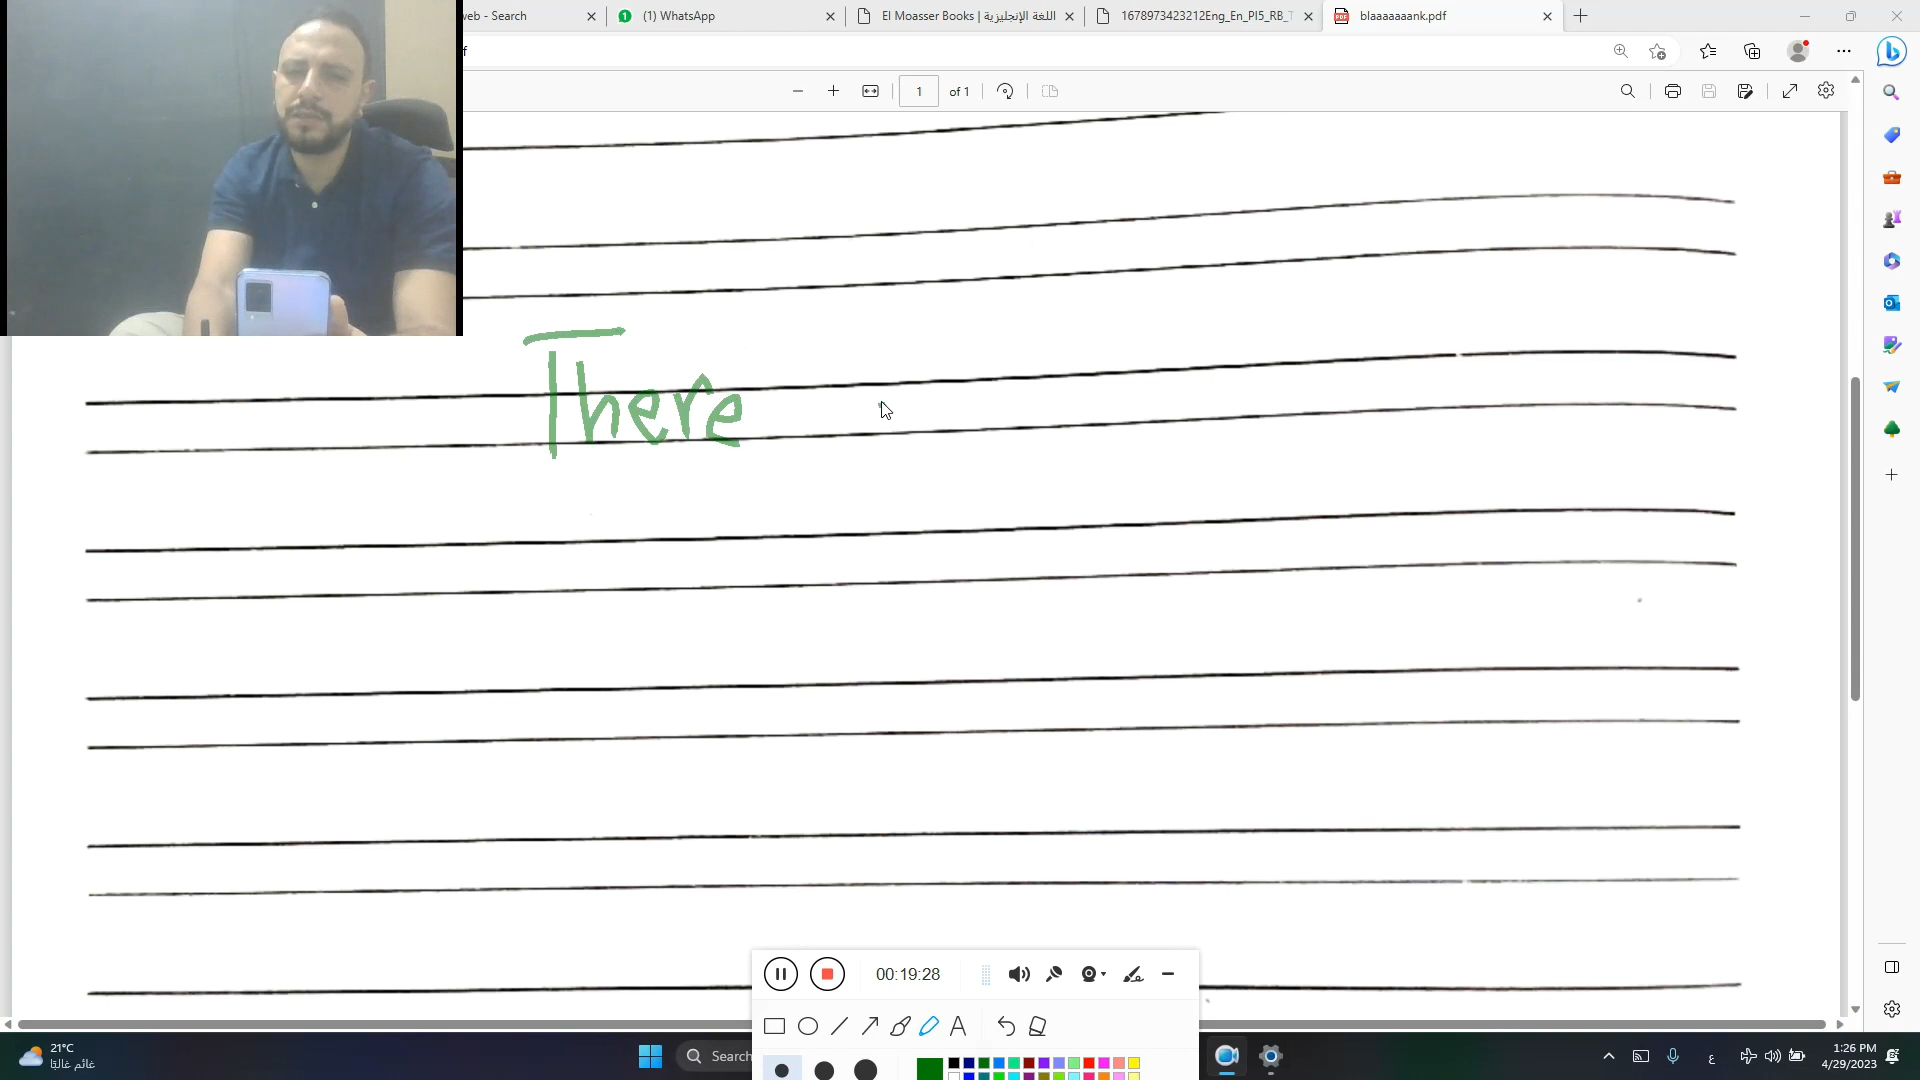 web - Search
(1) WhatsApp
El Moasser Books | اللغة الإنجليزية
1678973423212Eng_En_PI5_RB_T
blaaaaaaank.pdf
f
1 of 1
There
00:19:28
21°C
غائم غالبًا
Search
ع
1:26 PM
4/29/2023